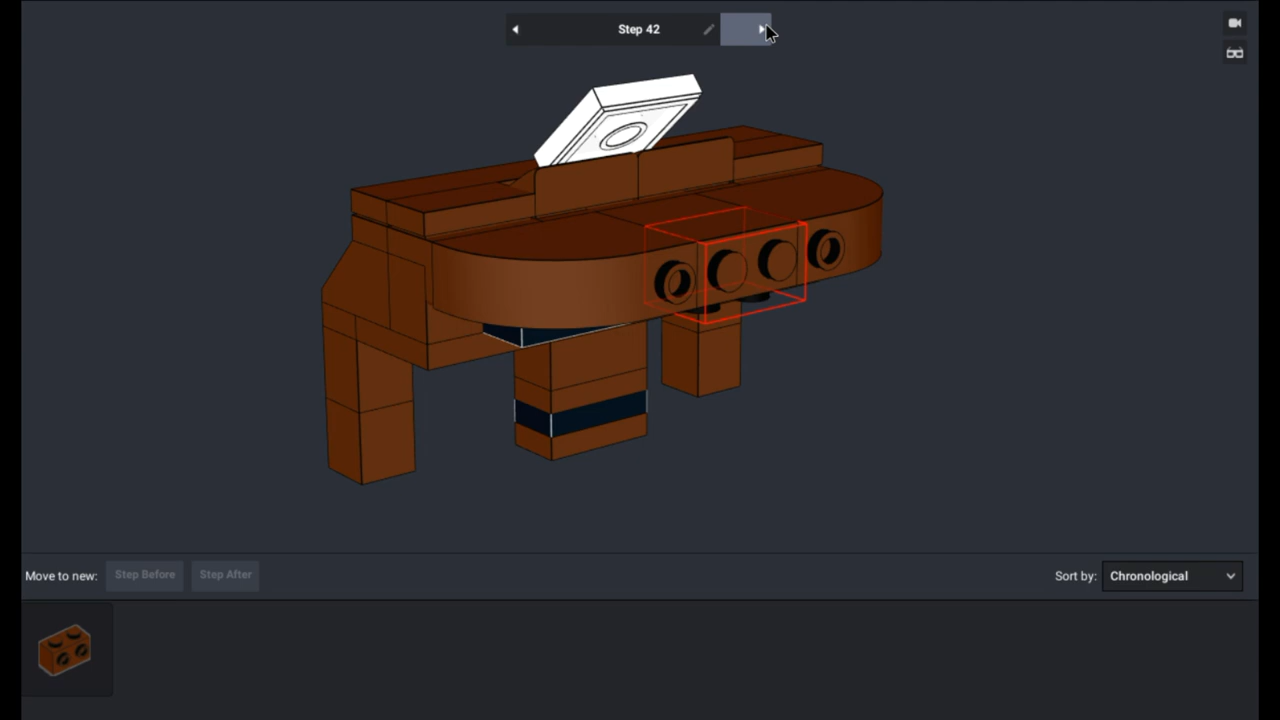 Step 42
Move to new:
Step Before
Step After
Sort by:
Chronological